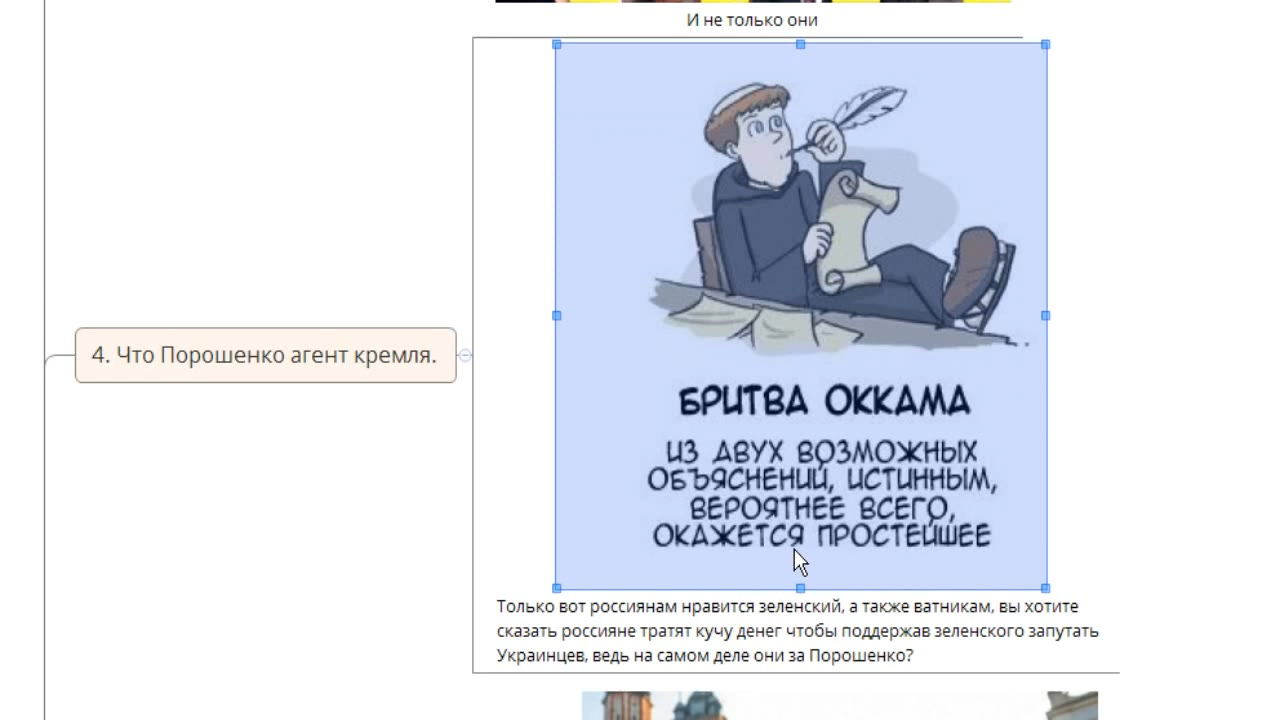 И не только они
4. Что Порошенко агент кремля.
БРИТВА ОККАМА
ИЗ ДВУХ ВОЗМОЖНЫХ
ОБЪЯСНЕНИЙ, ИСТИННЫМ,
ВЕРОЯТНЕЕ ВСЕГО,
ОКАЖЕТСЯ ПРОСТЕЙШЕЕ
Только вот россиянам нравится зеленский, а также ватникам, вы хотите
сказать россияне тратят кучу денег чтобы поддержав зеленского запутать
Украинцев, ведь на самом деле они за Порошенко?